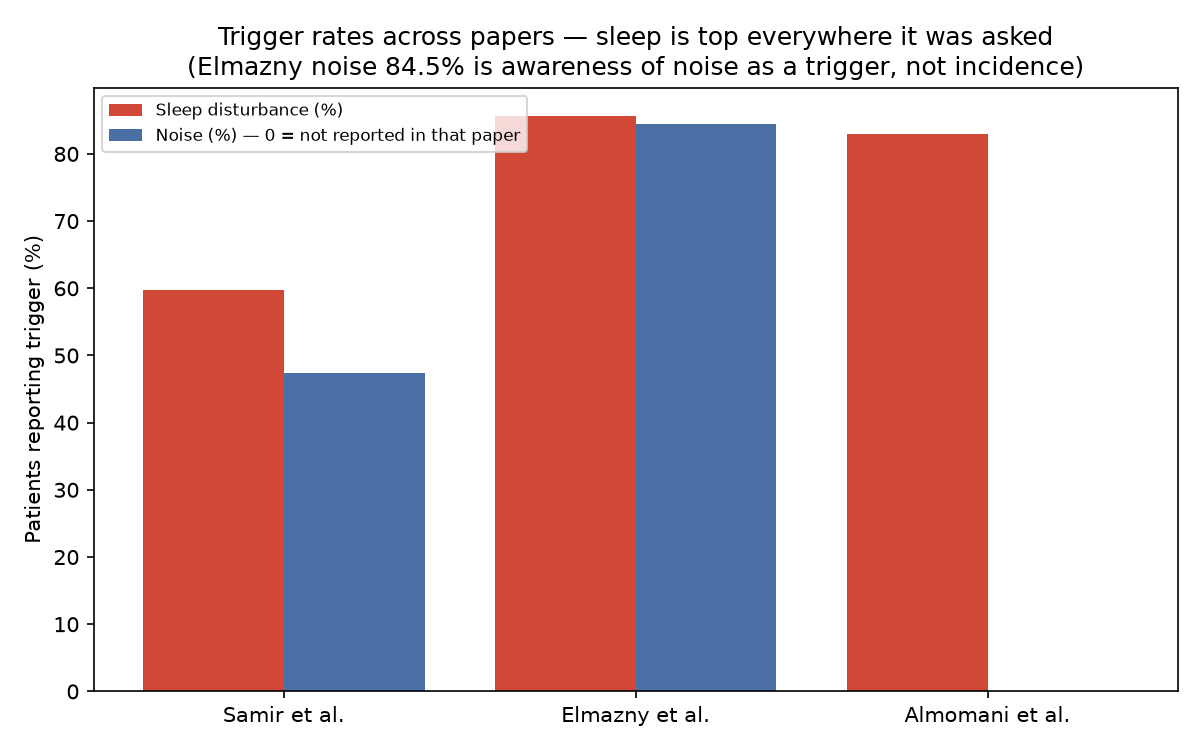 Trigger rates across papers — sleep is top everywhere it was asked
(Elmazny noise 84.5% is awareness of noise as a trigger, not incidence)
Sleep disturbance (%)
Noise (%) — 0 = not reported in that paper
Patients reporting trigger (%)
80
70
60
50
40
30
20
10
0
Samir et al.
Elmazny et al.
Almomani et al.